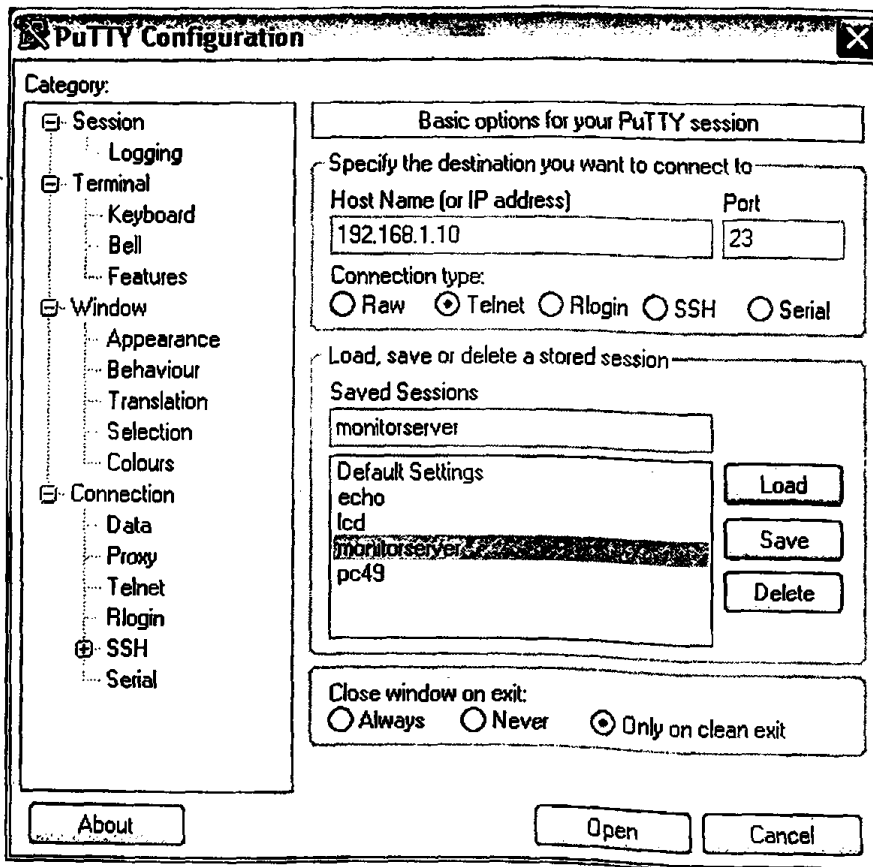 PuTTY Configuration
Category:
Session
Logging
Terminal
Keyboard
Bell
Features
Window
Appearance
Behaviour
Translation
Selection
Colours
Connection
Data
Proxy
Telnet
Rlogin
SSH
Serial
Basic options for your PuTTY session
Specify the destination you want to connect to
Host Name (or IP address) Port
192.168.1.10 23
Connection type:
Raw Telnet Rlogin SSH Serial
Load, save or delete a stored session
Saved Sessions
monitorserver
Default Settings
echo
lcd
monitorserver
pc49
Load
Save
Delete
Close window on exit:
Always Never Only on clean exit
About Open Cancel